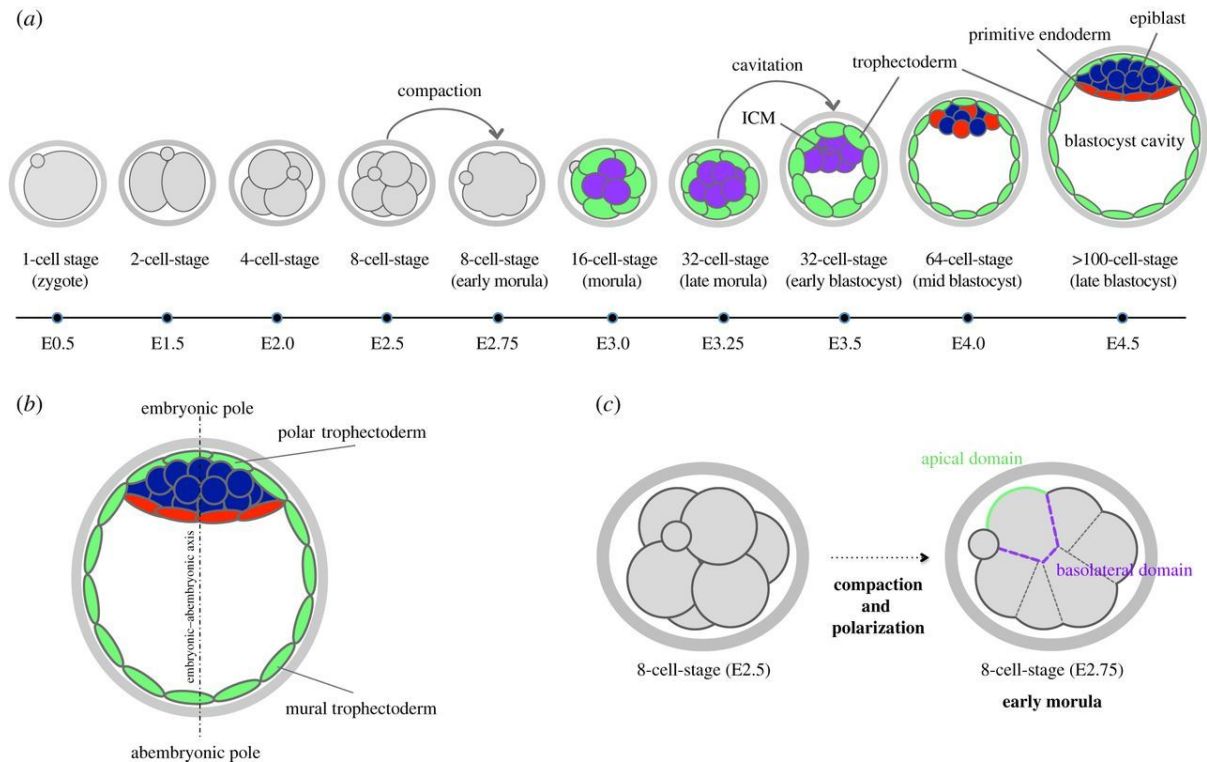 (a)
epiblast
primitive endoderm
trophectoderm
cavitation
compaction
ICM
blastocyst cavity
1-cell stage
(zygote)
2-cell-stage
4-cell-stage
8-cell-stage
8-cell-stage
(early morula)
16-cell-stage
(morula)
32-cell-stage
(late morula)
32-cell-stage
(early blastocyst)
64-cell-stage
(mid blastocyst)
>100-cell-stage
(late blastocyst)
E0.5
E1.5
E2.0
E2.5
E2.75
E3.0
E3.25
E3.5
E4.0
E4.5
(b)
embryonic pole
polar trophectoderm
embryonic–abembryonic axis
mural trophectoderm
abembryonic pole
(c)
apical domain
basolateral domain
compaction
and
polarization
8-cell-stage (E2.5)
8-cell-stage (E2.75)
early morula